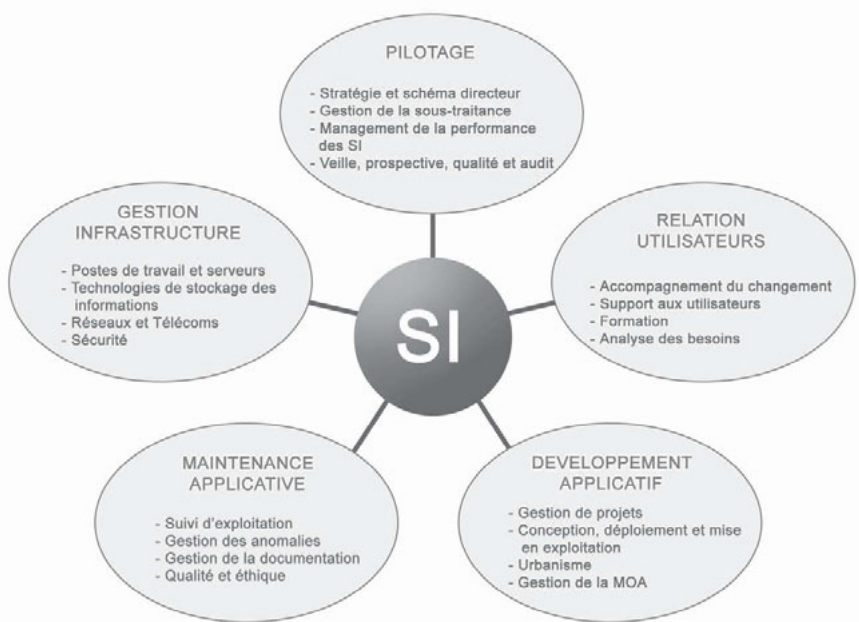 PILOTAGE
- Stratégie et schéma directeur
- Gestion de la sous-traitance
- Management de la performance
des SI
- Veille, prospective, qualité et audit
GESTION
INFRASTRUCTURE
- Postes de travail et serveurs
- Technologies de stockage des
informations
- Réseaux et Télécoms
- Sécurité
RELATION
UTILISATEURS
- Accompagnement du changement
- Support aux utilisateurs
- Formation
- Analyse des besoins
SI
MAINTENANCE
APPLICATIVE
- Suivi d'exploitation
- Gestion des anomalies
- Gestion de la documentation
- Qualité et éthique
DEVELOPPEMENT
APPLICATIF
- Gestion de projets
- Conception, déploiement et mise
en exploitation
- Urbanisme
- Gestion de la MOA